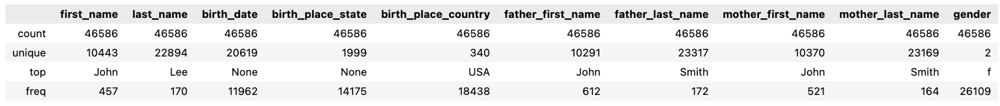 first_name last_name birth_date birth_place_state birth_place_country father_first_name father_last_name mother_first_name mother_last_name gender
count 46586 46586 46586 46586 46586 46586 46586 46586 46586 46586
unique 10443 22894 20619 1999 340 10291 23317 10370 23169 2
top John Lee None None USA John Smith John Smith f
freq 457 170 11962 14175 18438 612 172 521 164 26109